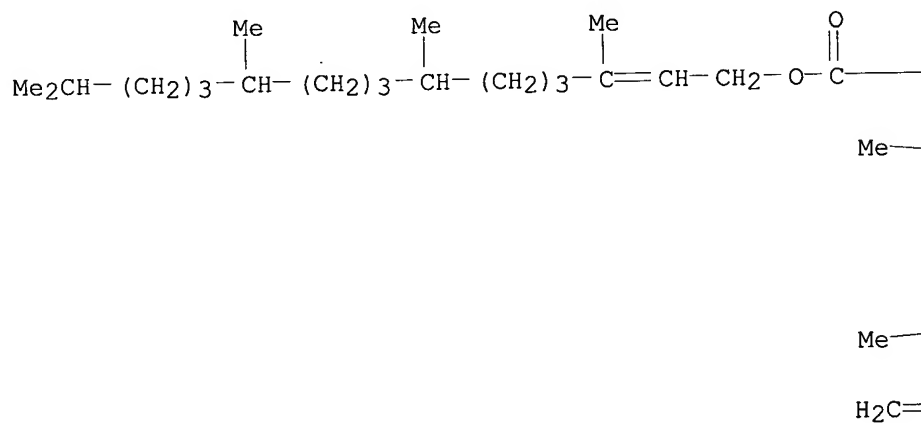 O
Me Me Me
Me2CH-(CH2)3-CH-(CH2)3-CH-(CH2)3-C=CH-CH2-O-C
Me
Me
H2C=